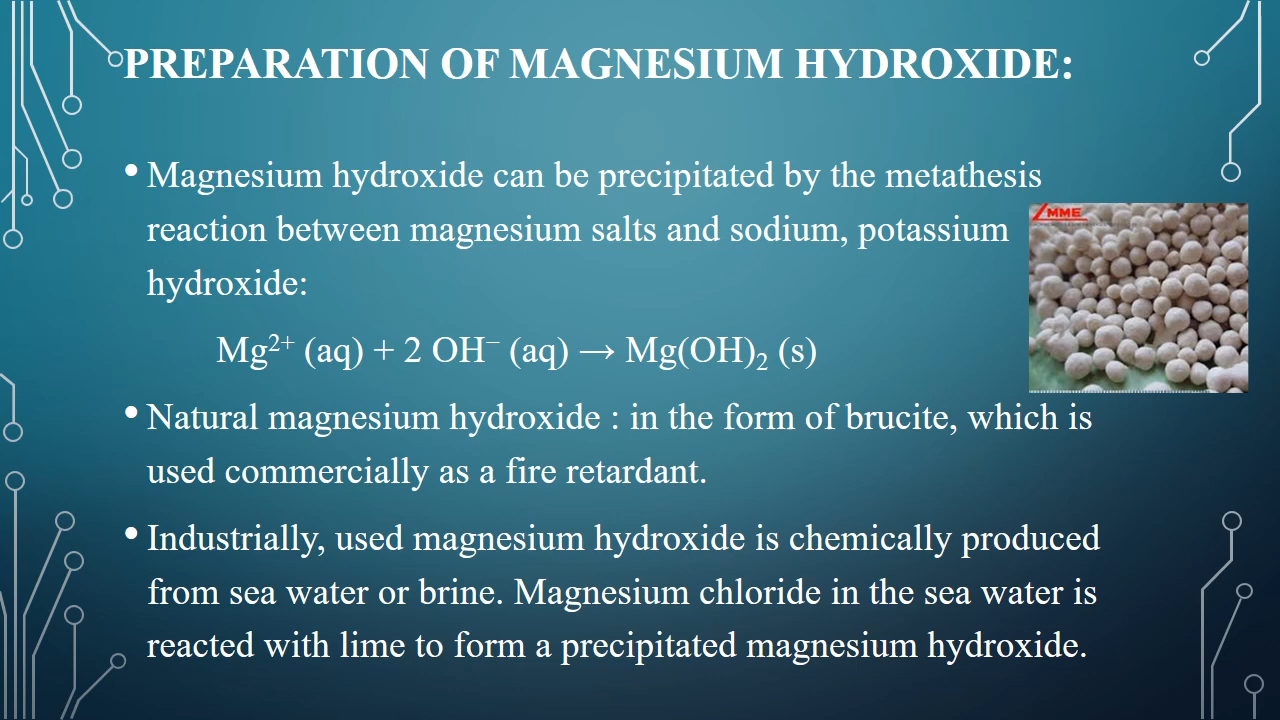 PREPARATION OF MAGNESIUM HYDROXIDE:
• Magnesium hydroxide can be precipitated by the metathesis
reaction between magnesium salts and sodium, potassium
hydroxide:
Mg²⁺ (aq) + 2 OH⁻ (aq) → Mg(OH)₂ (s)
• Natural magnesium hydroxide : in the form of brucite, which is
used commercially as a fire retardant.
• Industrially, used magnesium hydroxide is chemically produced
from sea water or brine. Magnesium chloride in the sea water is
reacted with lime to form a precipitated magnesium hydroxide.
MME